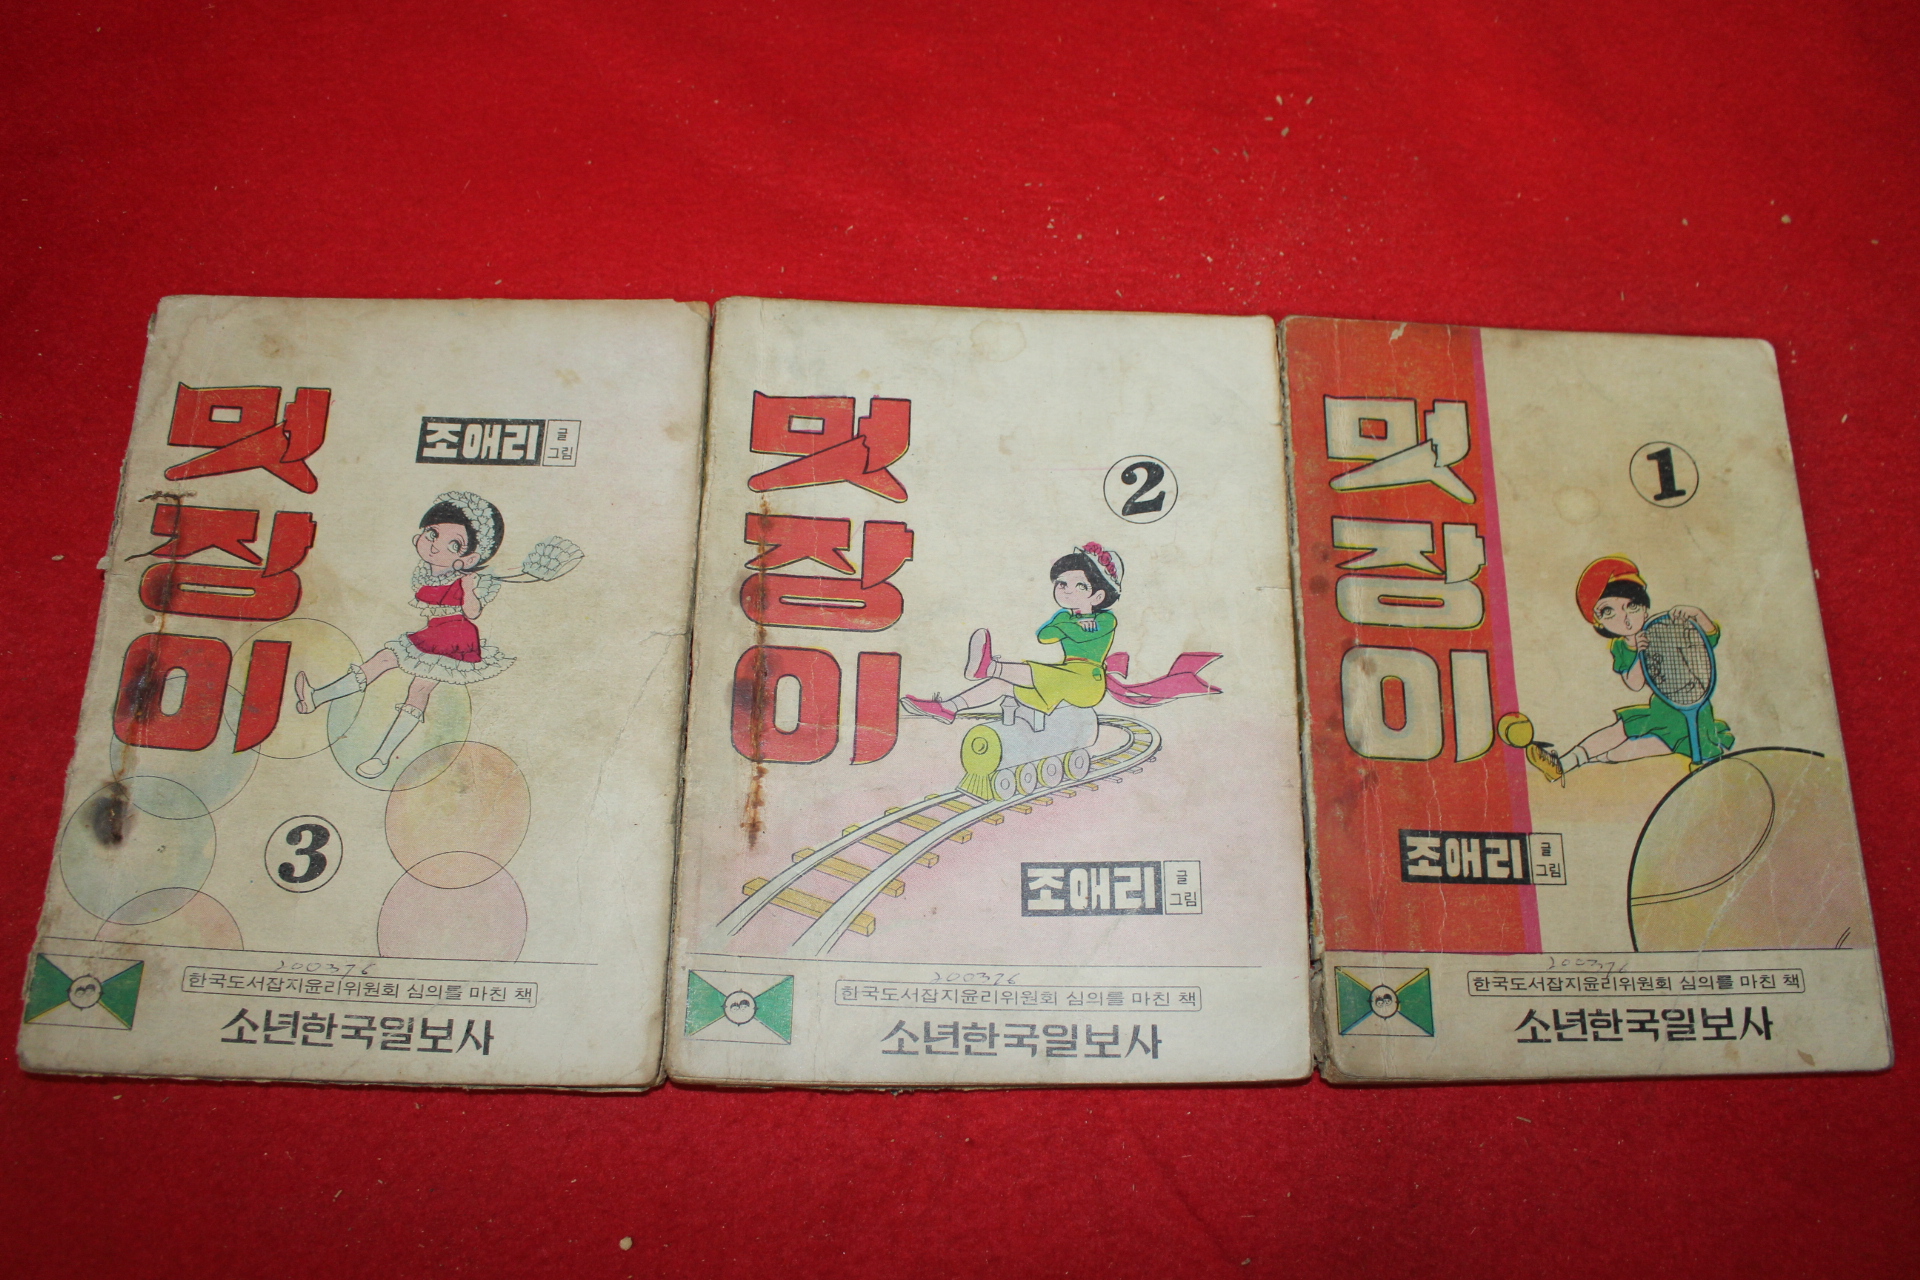 멋장이
조애리
글
그림
3
200376
한국도서잡지윤리위원회 심의를 마친 책
소년한국일보사
멋장이
2
조애리
글
그림
200376
한국도서잡지윤리위원회 심의를 마친 책
소년한국일보사
멋장이
1
조애리
글
그림
200376
한국도서잡지윤리위원회 심의를 마친 책
소년한국일보사